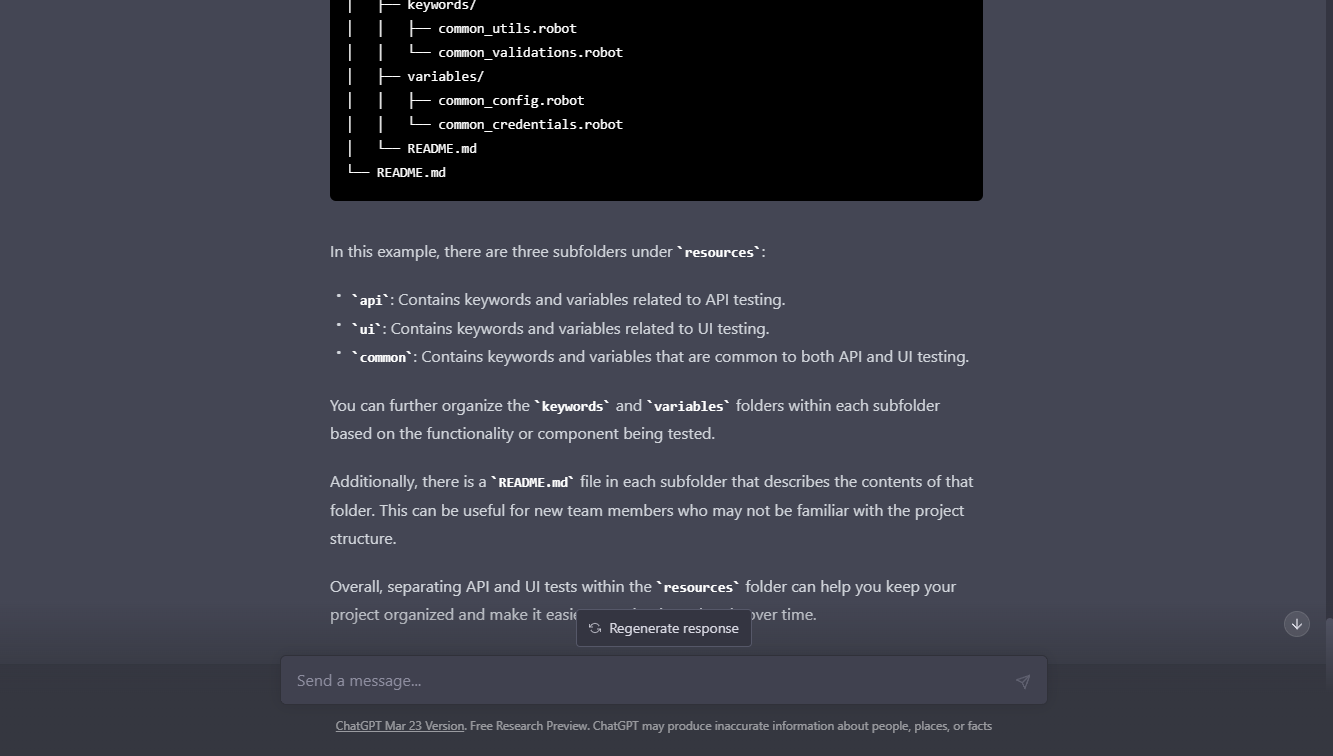 │   ├── keywords/
│   │   ├── common_utils.robot
│   │   └── common_validations.robot
│   ├── variables/
│   │   ├── common_config.robot
│   │   └── common_credentials.robot
│   └── README.md
└── README.md
In this example, there are three subfolders under `resources`:
• `api`: Contains keywords and variables related to API testing.
• `ui`: Contains keywords and variables related to UI testing.
• `common`: Contains keywords and variables that are common to both API and UI testing.
You can further organize the `keywords` and `variables` folders within each subfolder
based on the functionality or component being tested.
Additionally, there is a `README.md` file in each subfolder that describes the contents of that
folder. This can be useful for new team members who may not be familiar with the project
structure.
Overall, separating API and UI tests within the `resources` folder can help you keep your
project organized and make it over time.
Regenerate response
Send a message...
ChatGPT Mar 23 Version. Free Research Preview. ChatGPT may produce inaccurate information about people, places, or facts